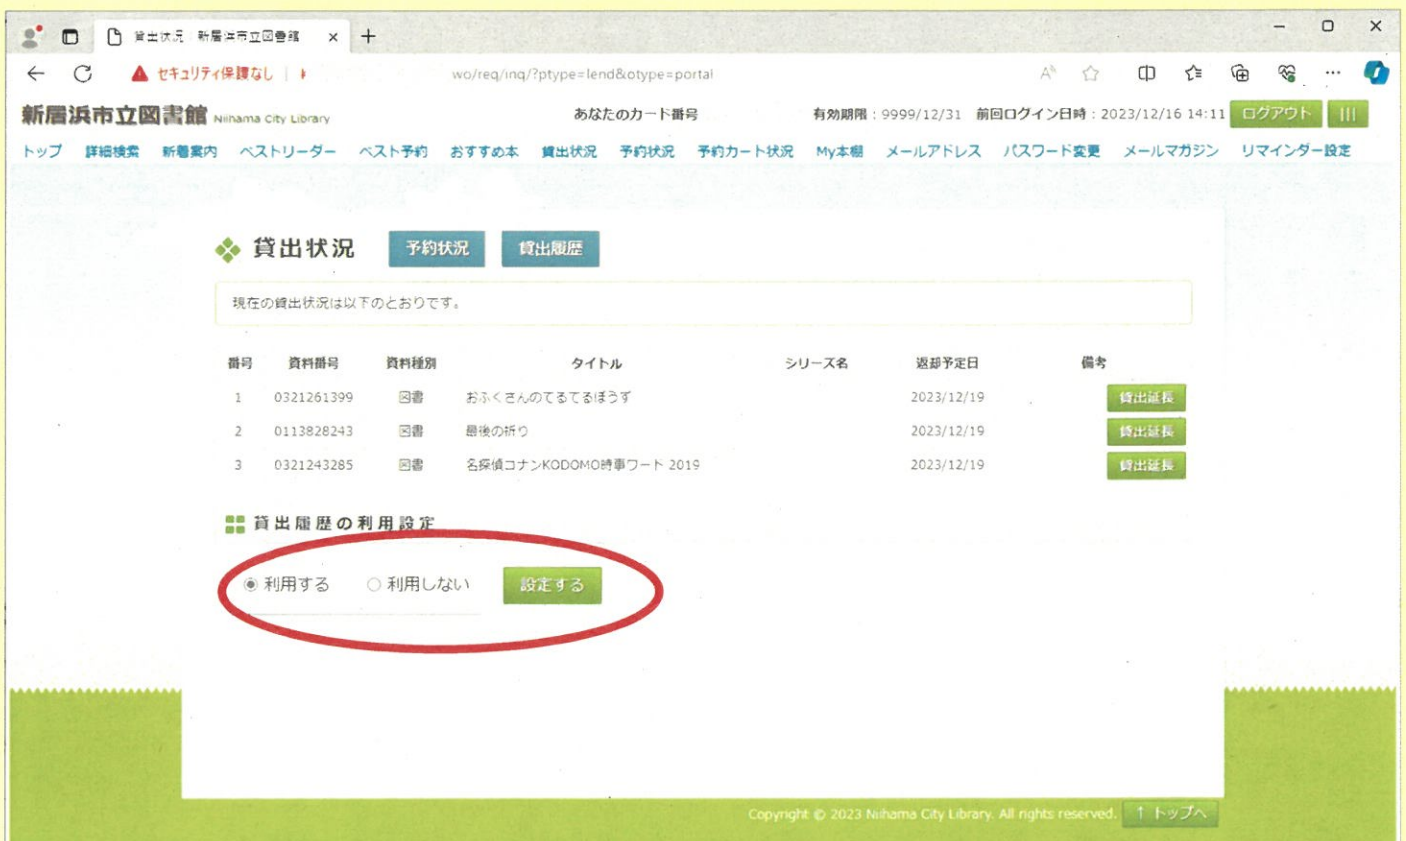 貸出状況 新居浜市立図書館
セキュリティ保護なし
wo/req/inq/?ptype=lend&otype=portal
新居浜市立図書館 Niihama City Library
あなたのカード番号
有効期限：9999/12/31 前回ログイン日時：2023/12/16 14:11 ログアウト
トップ 詳細検索 新着案内 ベストリーダー ベスト予約 おすすめ本 貸出状況 予約状況 予約カート状況 My本棚 メールアドレス パスワード変更 メールマガジン リマインダー設定
貸出状況 予約状況 貸出履歴
現在の貸出状況は以下のとおりです。
番号 資料番号 資料種別 タイトル シリーズ名 返却予定日 備考
1 0321261399 図書 おふくさんのてるてるぼうず 2023/12/19 貸出延長
2 0113828243 図書 最後の祈り 2023/12/19 貸出延長
3 0321243285 図書 名探偵コナンKODOMO時事ワード 2019 2023/12/19 貸出延長
貸出履歴の利用設定
利用する 利用しない 設定する
Copyright © 2023 Niihama City Library. All rights reserved. ↑ トップへ